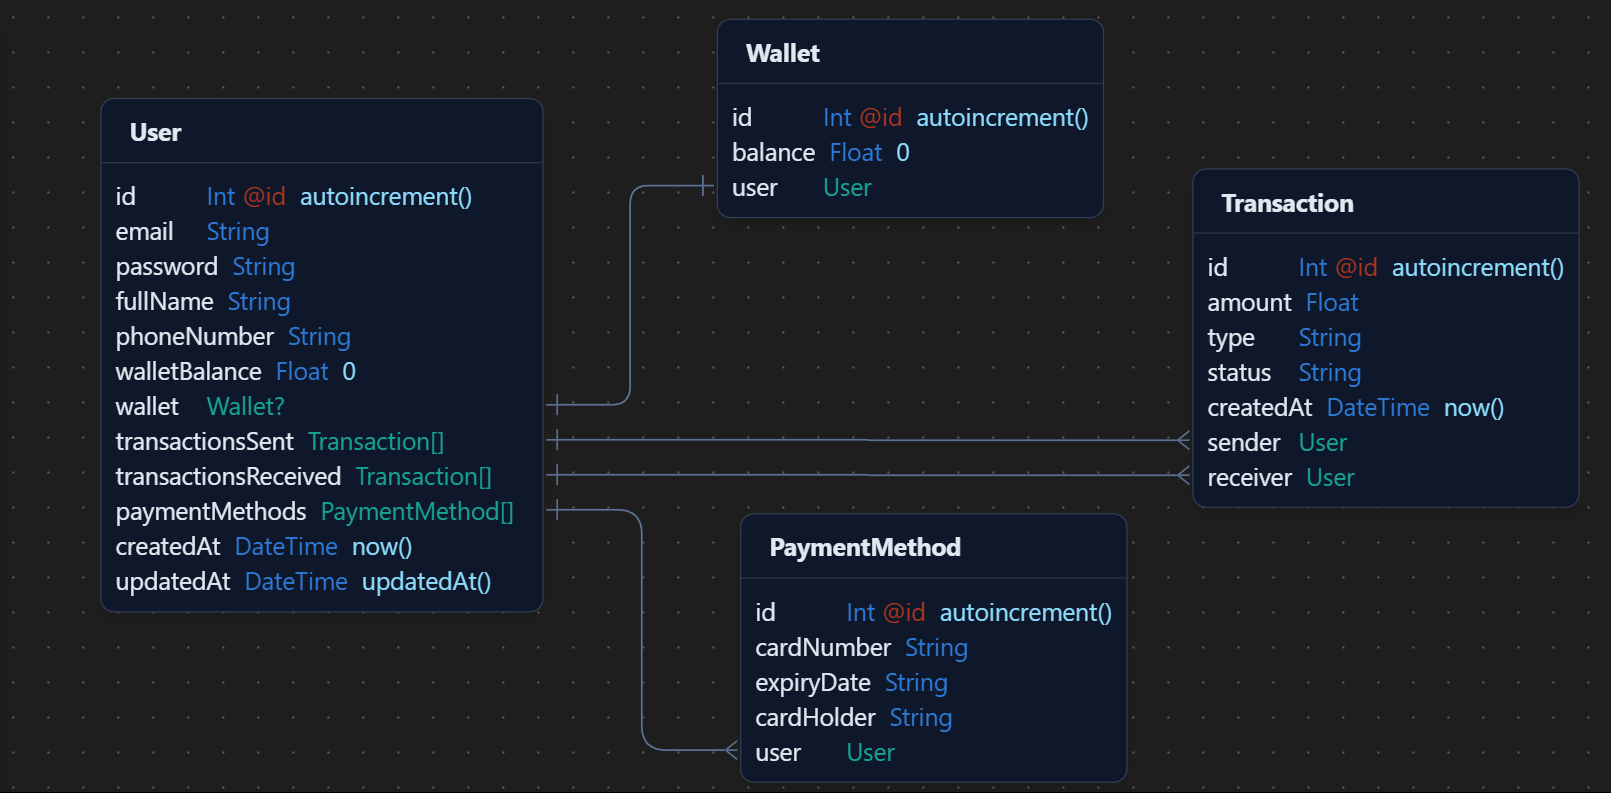 User
id Int @id autoincrement()
email String
password String
fullName String
phoneNumber String
walletBalance Float 0
wallet Wallet?
transactionsSent Transaction[]
transactionsReceived Transaction[]
paymentMethods PaymentMethod[]
createdAt DateTime now()
updatedAt DateTime updatedAt()
Wallet
id Int @id autoincrement()
balance Float 0
user User
Transaction
id Int @id autoincrement()
amount Float
type String
status String
createdAt DateTime now()
sender User
receiver User
PaymentMethod
id Int @id autoincrement()
cardNumber String
expiryDate String
cardHolder String
user User